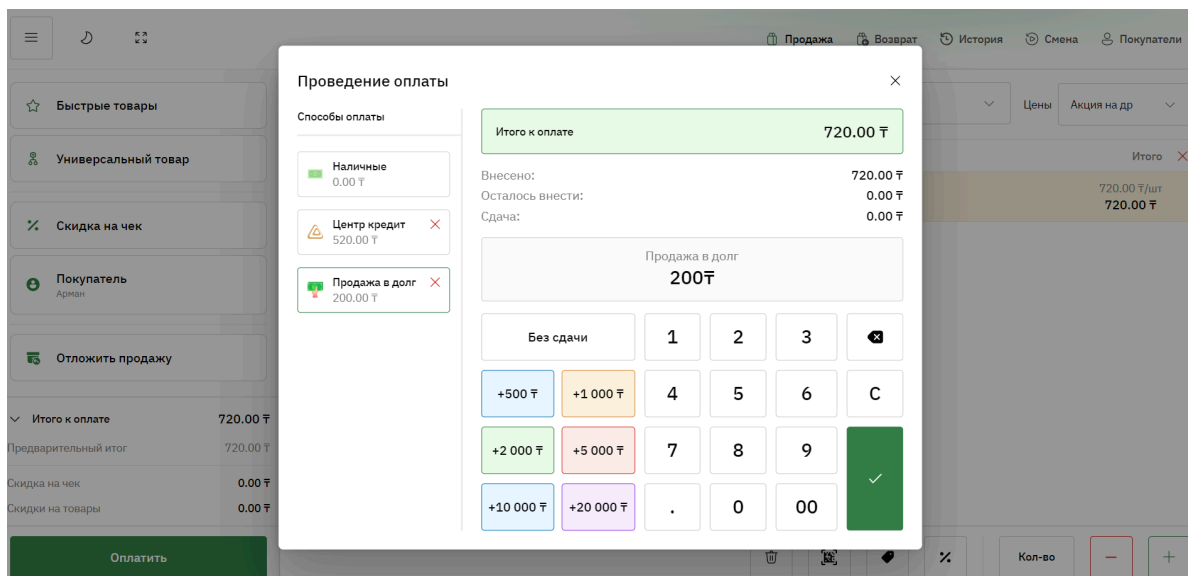 Продажа
Возврат
История
Смена
Покупатели
Быстрые товары
Универсальный товар
Скидка на чек
Покупатель
Арман
Отложить продажу
Итого к оплате 720.00 ₸
Предварительный итог 720.00 ₸
Скидка на чек 0.00 ₸
Скидки на товары 0.00 ₸
Оплатить
Проведение оплаты
Способы оплаты
Наличные
0.00 ₸
Центр кредит
520.00 ₸
Продажа в долг
200.00 ₸
Итого к оплате 720.00 ₸
Внесено: 720.00 ₸
Осталось внести: 0.00 ₸
Сдача: 0.00 ₸
Продажа в долг
200₸
Без сдачи 1 2 3
+500 ₸ +1 000 ₸ 4 5 6 C
+2 000 ₸ +5 000 ₸ 7 8 9
+10 000 ₸ +20 000 ₸ . 0 00
Цены Акция на др
Итого
720.00 ₸/шт
720.00 ₸
Кол-во